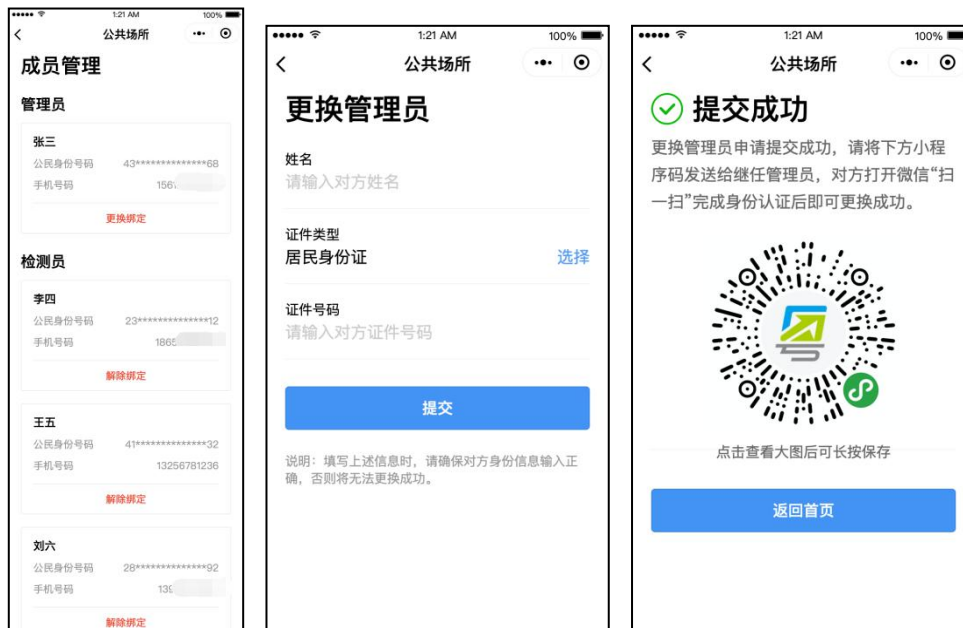 1:21 AM
100%
公共场所
成员管理
管理员
张三
公民身份号码 43**************68
手机号码 156
更换绑定
检测员
李四
公民身份号码 23**************12
手机号码 1865
解除绑定
王五
公民身份号码 41**************32
手机号码 13256781236
解除绑定
刘六
公民身份号码 28**************92
手机号码 139
解除绑定
1:21 AM
100%
公共场所
更换管理员
姓名
请输入对方姓名
证件类型
居民身份证 选择
证件号码
请输入对方证件号码
提交
说明：填写上述信息时，请确保对方身份信息输入正
确，否则将无法更换成功。
1:21 AM
100%
公共场所
提交成功
更换管理员申请提交成功，请将下方小程
序码发送给继任管理员，对方打开微信“扫
一扫”完成身份认证后即可更换成功。
点击查看大图后可长按保存
返回首页